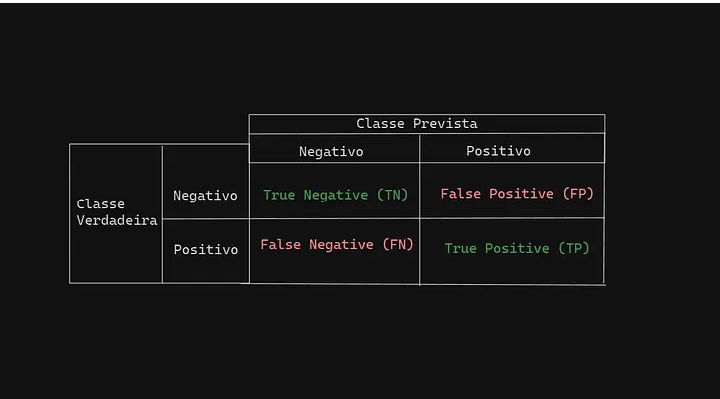 Classe Prevista
Negativo Positivo
Classe
Verdadeira
Negativo True Negative (TN) False Positive (FP)
Positivo False Negative (FN) True Positive (TP)